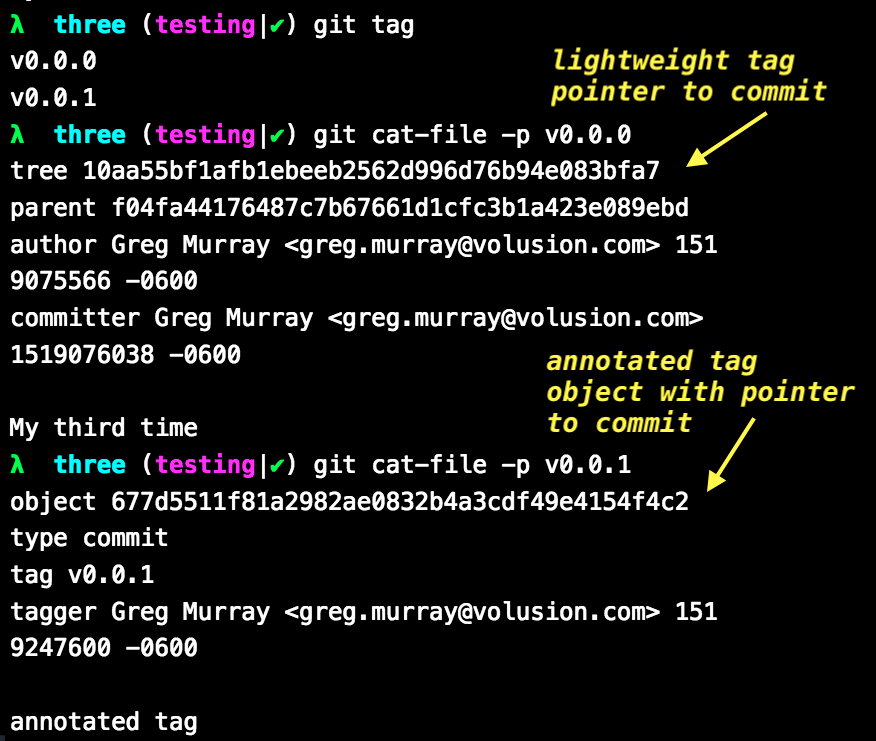 λ three (testing|✔) git tag
v0.0.0
v0.0.1
lightweight tag
pointer to commit
λ three (testing|✔) git cat-file -p v0.0.0
tree 10aa55bf1afb1ebeeb2562d996d76b94e083bfa7
parent f04fa44176487c7b67661d1cfc3b1a423e089ebd
author Greg Murray <greg.murray@volusion.com> 151
9075566 -0600
committer Greg Murray <greg.murray@volusion.com>
1519076038 -0600
annotated tag
object with pointer
to commit
My third time
λ three (testing|✔) git cat-file -p v0.0.1
object 677d5511f81a2982ae0832b4a3cdf49e4154f4c2
type commit
tag v0.0.1
tagger Greg Murray <greg.murray@volusion.com> 151
9247600 -0600
annotated tag